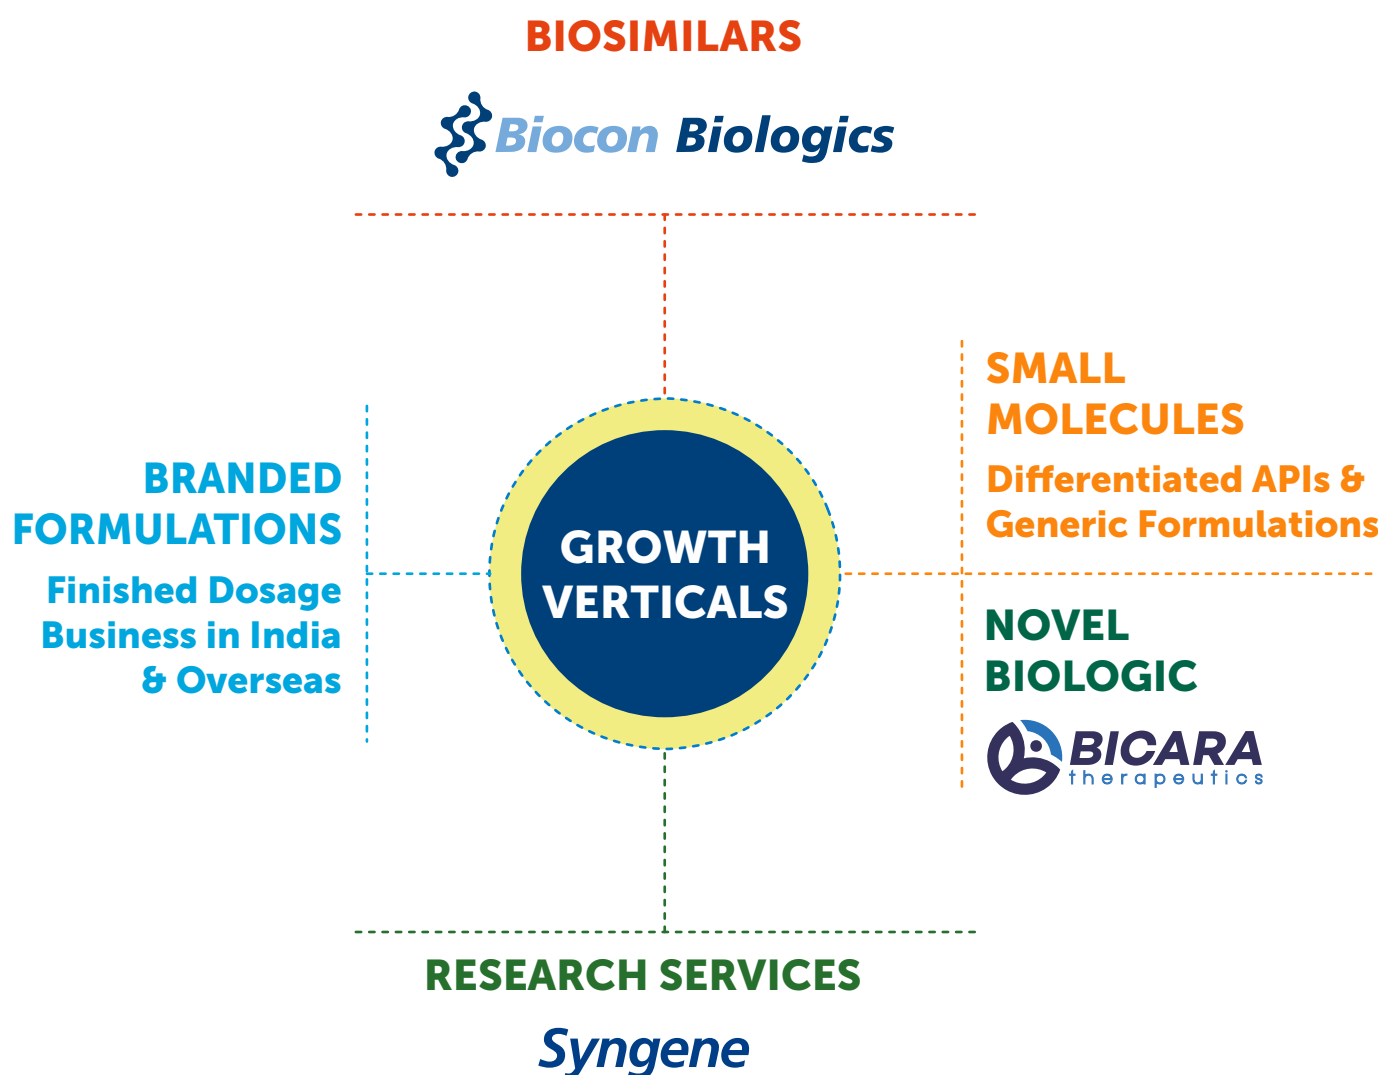 BIOSIMILARS
Biocon Biologics
BRANDED
FORMULATIONS
Finished Dosage
Business in India
& Overseas
GROWTH
VERTICALS
SMALL
MOLECULES
Differentiated APIs &
Generic Formulations
NOVEL
BIOLOGIC
BICARA
therapeutics
RESEARCH SERVICES
Syngene